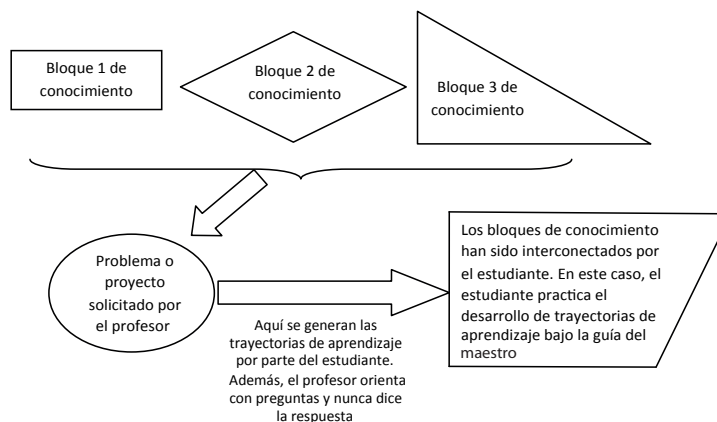 Bloque 1 de
conocimiento
Bloque 2 de
conocimiento
Bloque 3 de
conocimiento
Problema o
proyecto
solicitado por
el profesor
Aquí se generan las
trayectorias de aprendizaje
por parte del estudiante.
Además, el profesor orienta
con preguntas y nunca dice
la respuesta
Los bloques de conocimiento
han sido interconectados por
el estudiante. En este caso, el
estudiante practica el
desarrollo de trayectorias de
aprendizaje bajo la guía del
maestro